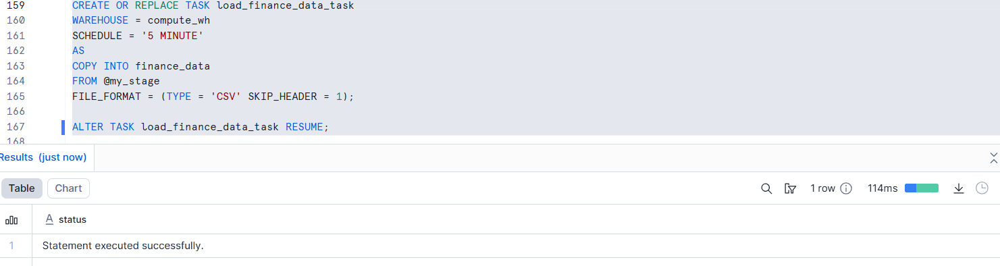 159 CREATE OR REPLACE TASK load_finance_data_task
160 WAREHOUSE = compute_wh
161 SCHEDULE = '5 MINUTE'
162 AS
163 COPY INTO finance_data
164 FROM @my_stage
165 FILE_FORMAT = (TYPE = 'CSV' SKIP_HEADER = 1);
166
167 ALTER TASK load_finance_data_task RESUME;
168
Results (just now)
Table Chart 1 row 114ms
A status
1 Statement executed successfully.